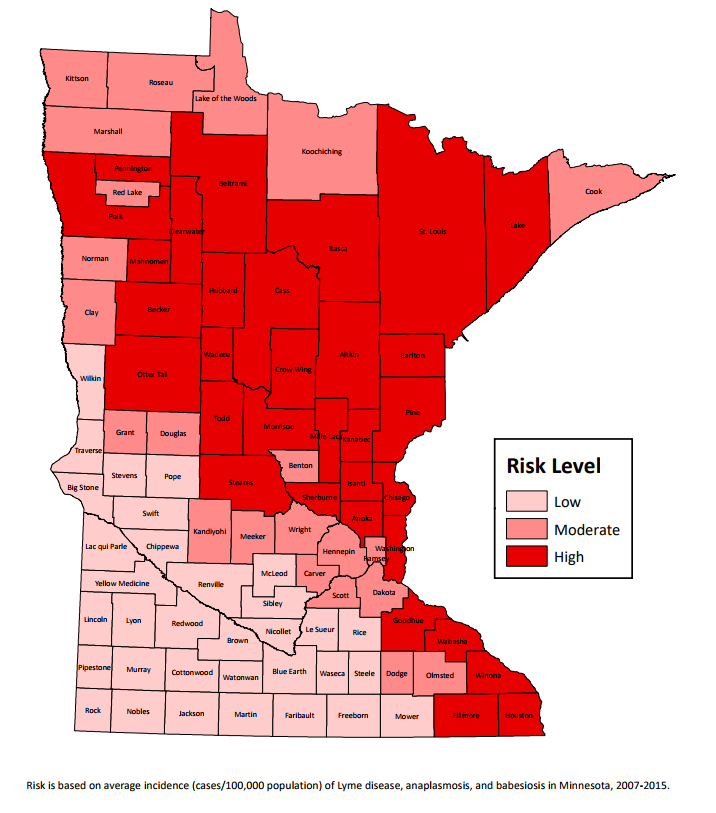 Kittson
Roseau
Lake of the Woods
Marshall
Koochiching
Pennington
Beltrami
Red Lake
Cook
Polk
Lake
Clearwater
St. Louis
Itasca
Norman
Mahnomen
Hubbard
Cass
Becker
Clay
Wadena
Aitkin
Carlton
Crow Wing
Otter Tail
Wilkin
Pine
Todd
Morrison
Grant
Douglas
Mille Lacs
Kanabec
Traverse
Benton
Stevens
Pope
Stearns
Isanti
Big Stone
Sherburne
Chisago
Swift
Anoka
Kandiyohi
Wright
Meeker
Lac qui Parle
Chippewa
Hennepin
Washington
Ramsey
McLeod
Carver
Yellow Medicine
Renville
Dakota
Scott
Sibley
Lincoln
Lyon
Redwood
Goodhue
Nicollet
Le Sueur
Rice
Brown
Wabasha
Pipestone
Murray
Cottonwood
Watonwan
Blue Earth
Waseca
Steele
Dodge
Olmsted
Winona
Rock
Nobles
Jackson
Martin
Faribault
Freeborn
Mower
Fillmore
Houston
Risk Level
Low
Moderate
High
Risk is based on average incidence (cases/100,000 population) of Lyme disease, anaplasmosis, and babesiosis in Minnesota, 2007-2015.